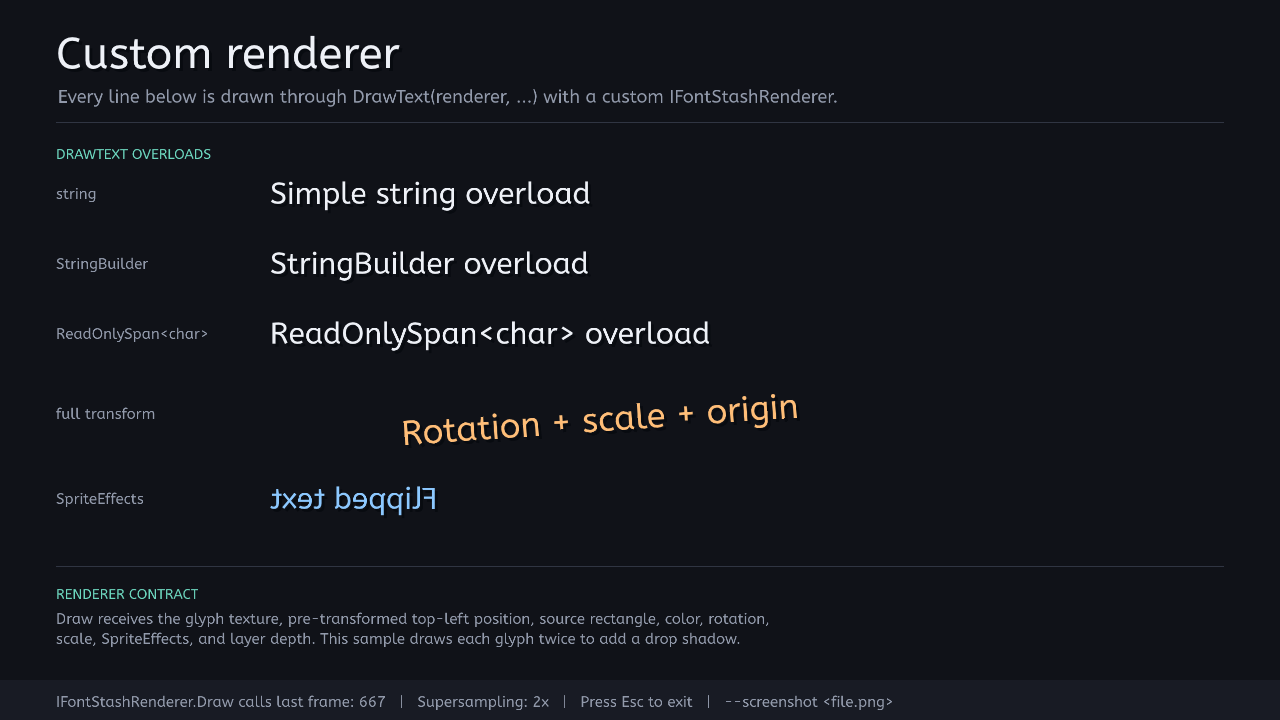 Custom renderer
Every line below is drawn through DrawText(renderer, ...) with a custom IFontStashRenderer.
DRAWTEXT OVERLOADS
string Simple string overload
StringBuilder StringBuilder overload
ReadOnlySpan<char> ReadOnlySpan<char> overload
full transform Rotation + scale + origin
SpriteEffects Flipped text
RENDERER CONTRACT
Draw receives the glyph texture, pre-transformed top-left position, source rectangle, color, rotation,
scale, SpriteEffects, and layer depth. This sample draws each glyph twice to add a drop shadow.
IFontStashRenderer.Draw calls last frame: 667 | Supersampling: 2x | Press Esc to exit | --screenshot <file.png>